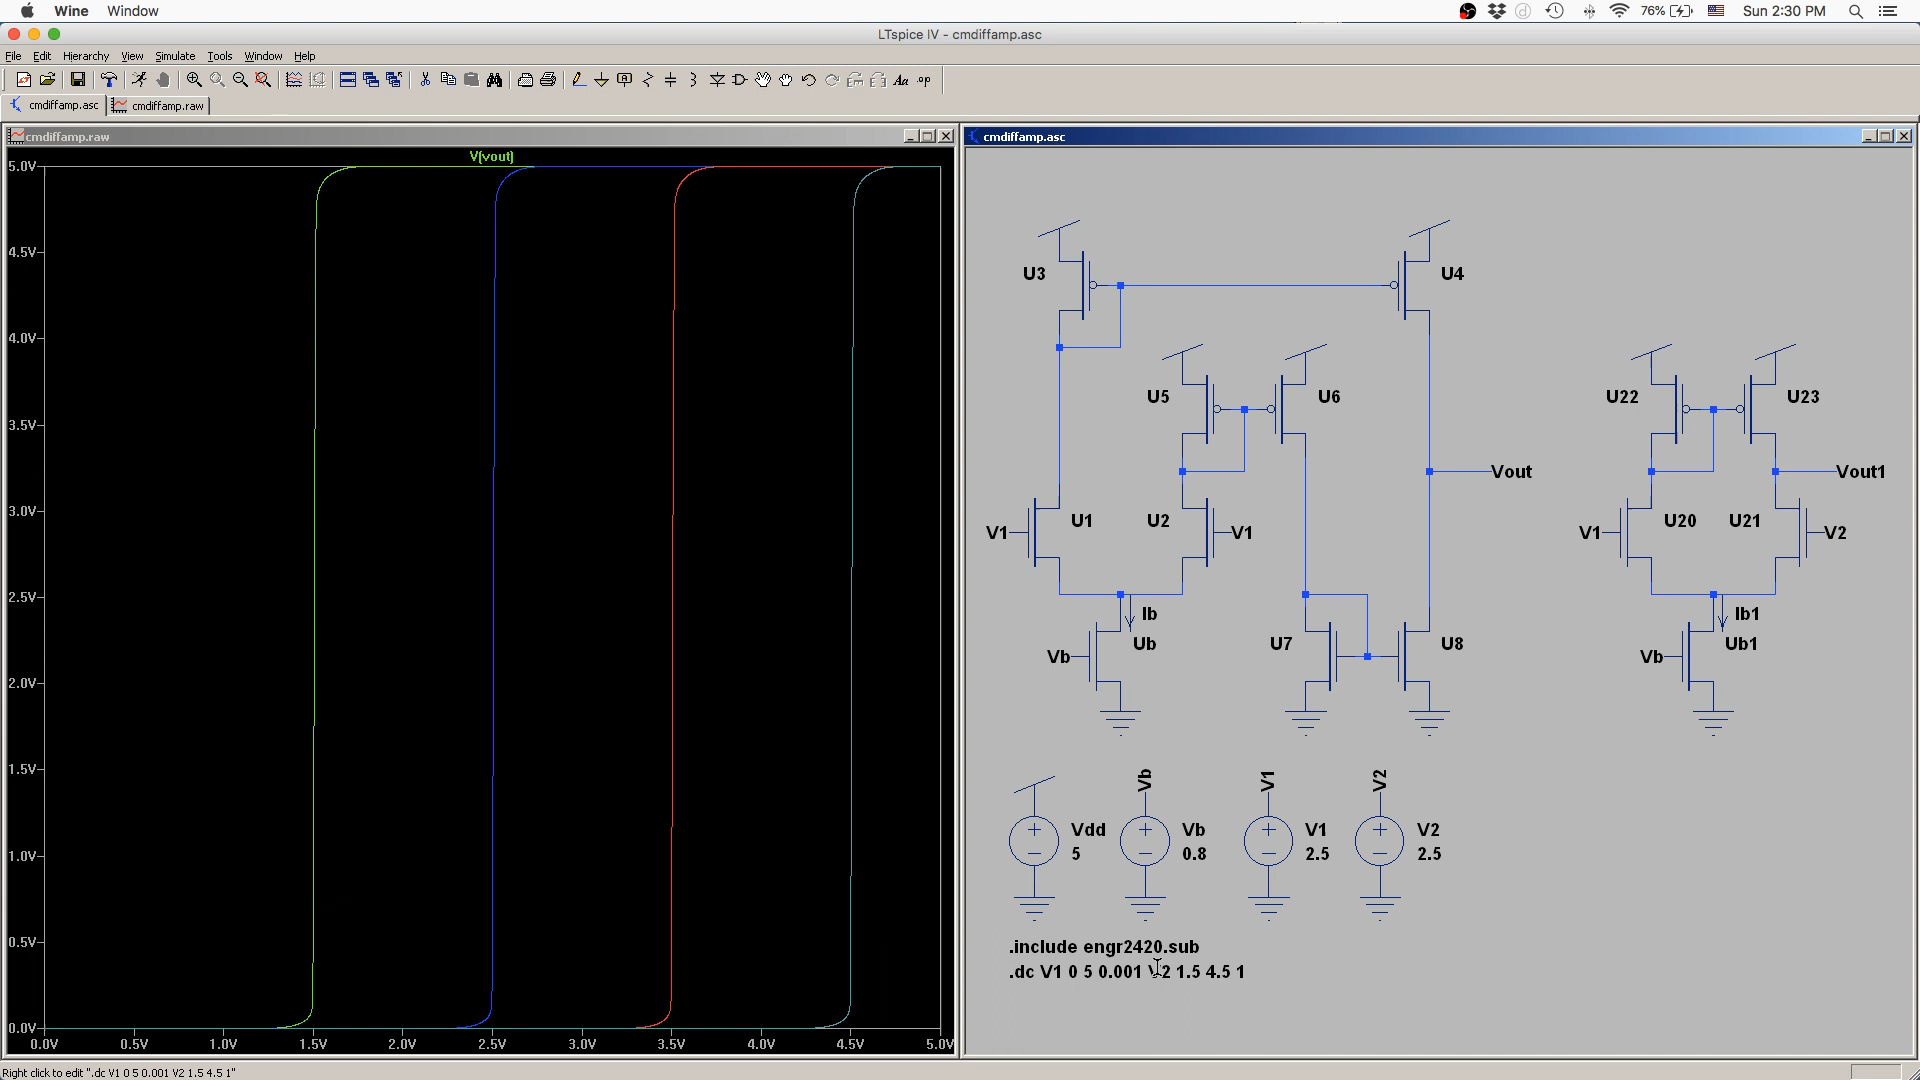 Wine Window
76% Sun 2:30 PM
LTspice IV - cmdiffamp.asc
File Edit Hierarchy View Simulate Tools Window Help
Aa .op
cmdiffamp.asc cmdiffamp.raw
cmdiffamp.raw
V(vout)
5.0V
4.5V
4.0V
3.5V
3.0V
2.5V
2.0V
1.5V
1.0V
0.5V
0.0V
0.0V 0.5V 1.0V 1.5V 2.0V 2.5V 3.0V 3.5V 4.0V 4.5V 5.0V
cmdiffamp.asc
U3 U4
U5 U6 U22 U23
Vout Vout1
V1 U1 U2 V1 V1 U20 U21 V2
Ib Ib1
Vb Ub U7 U8 Vb Ub1
Vb V1 V2
Vdd Vb V1 V2
5 0.8 2.5 2.5
.include engr2420.sub
.dc V1 0 5 0.001 V2 1.5 4.5 1
Right click to edit ".dc V1 0 5 0.001 V2 1.5 4.5 1"